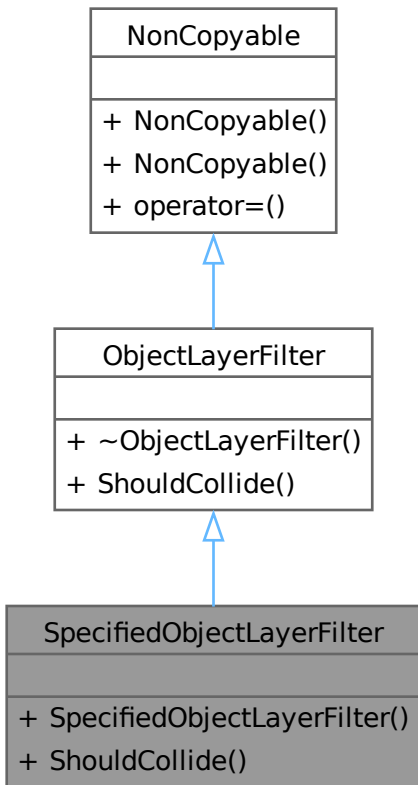 NonCopyable
+ NonCopyable()
+ NonCopyable()
+ operator=()
ObjectLayerFilter
+ ~ObjectLayerFilter()
+ ShouldCollide()
SpecifiedObjectLayerFilter
+ SpecifiedObjectLayerFilter()
+ ShouldCollide()